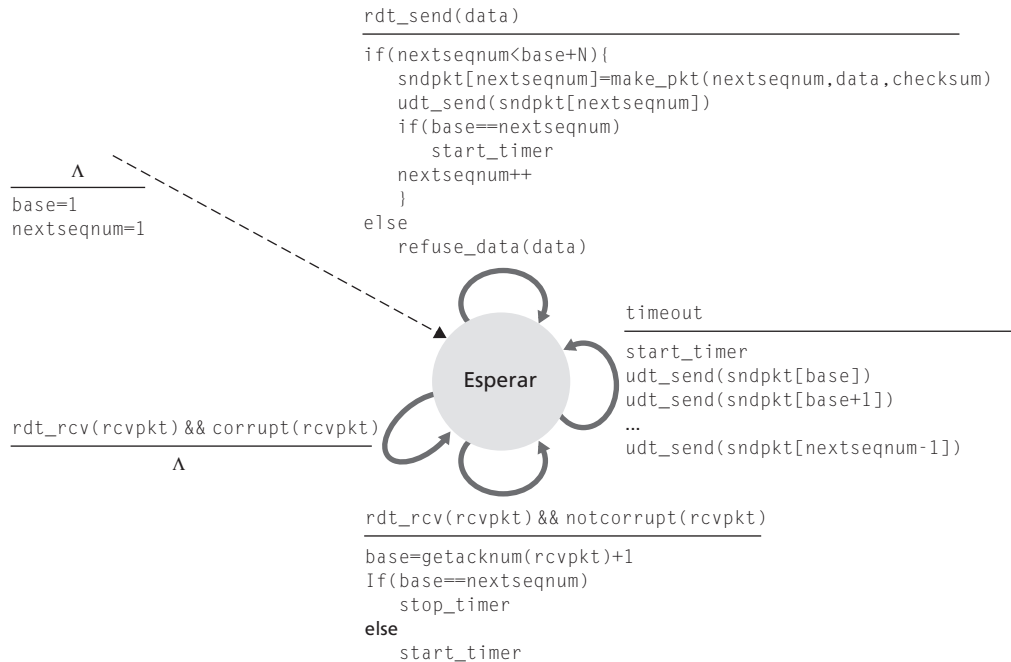 rdt_send(data)
if(nextseqnum<base+N){
sndpkt[nextseqnum]=make_pkt(nextseqnum,data,checksum)
udt_send(sndpkt[nextseqnum])
if(base==nextseqnum)
start_timer
nextseqnum++
}
else
refuse_data(data)
Λ
base=1
nextseqnum=1
Esperar
timeout
start_timer
udt_send(sndpkt[base])
udt_send(sndpkt[base+1])
...
udt_send(sndpkt[nextseqnum-1])
rdt_rcv(rcvpkt) && corrupt(rcvpkt)
Λ
rdt_rcv(rcvpkt) && notcorrupt(rcvpkt)
base=getacknum(rcvpkt)+1
If(base==nextseqnum)
stop_timer
else
start_timer